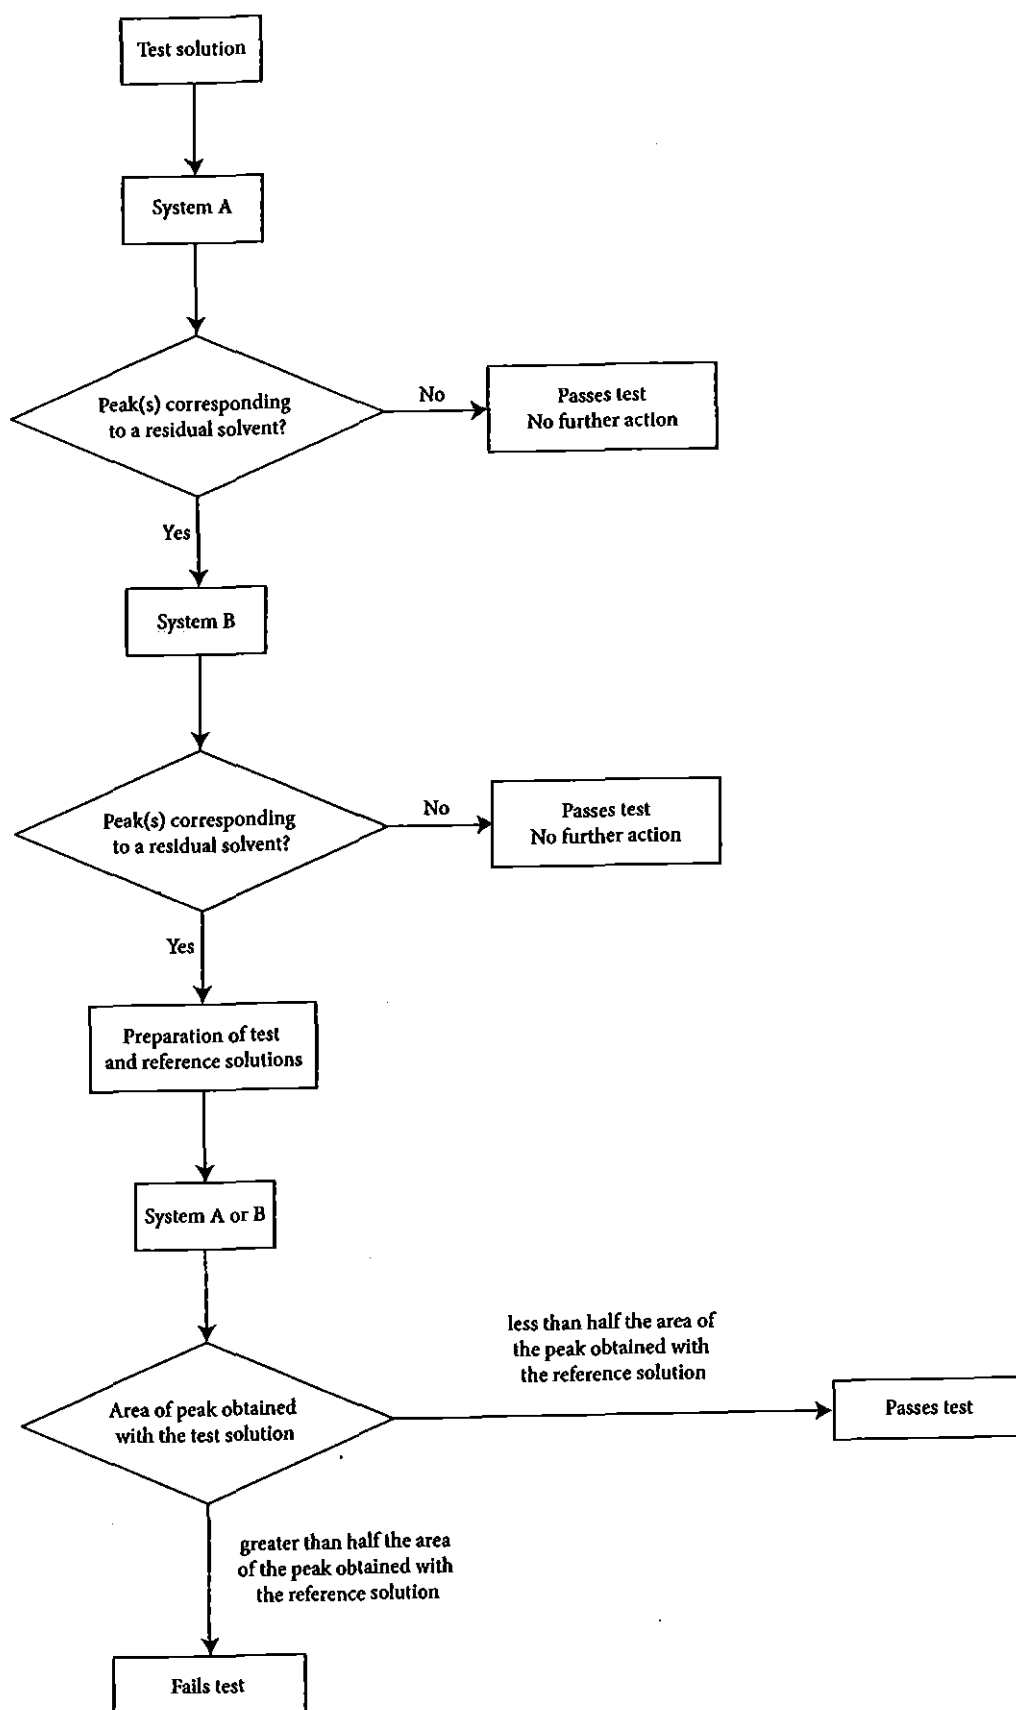 Test solution
System A
Peak(s) corresponding
to a residual solvent?
No
Passes test
No further action
Yes
System B
Peak(s) corresponding
to a residual solvent?
No
Passes test
No further action
Yes
Preparation of test
and reference solutions
System A or B
less than half the area of
the peak obtained with
the reference solution
Area of peak obtained
with the test solution
Passes test
greater than half the area
of the peak obtained with
the reference solution
Fails test